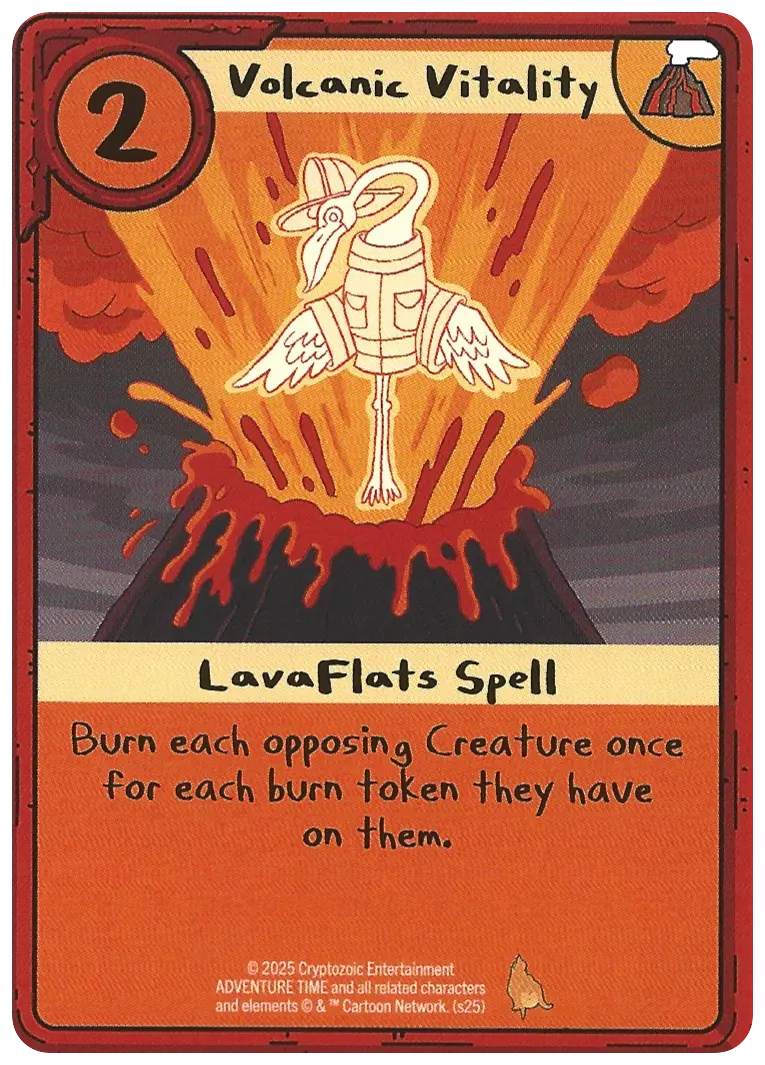 2
Volcanic Vitality
LavaFlats Spell
Burn each opposing Creature once
for each burn token they have
on them.
© 2025 Cryptozoic Entertainment
ADVENTURE TIME and all related characters
and elements © & ™ Cartoon Network. (s25)